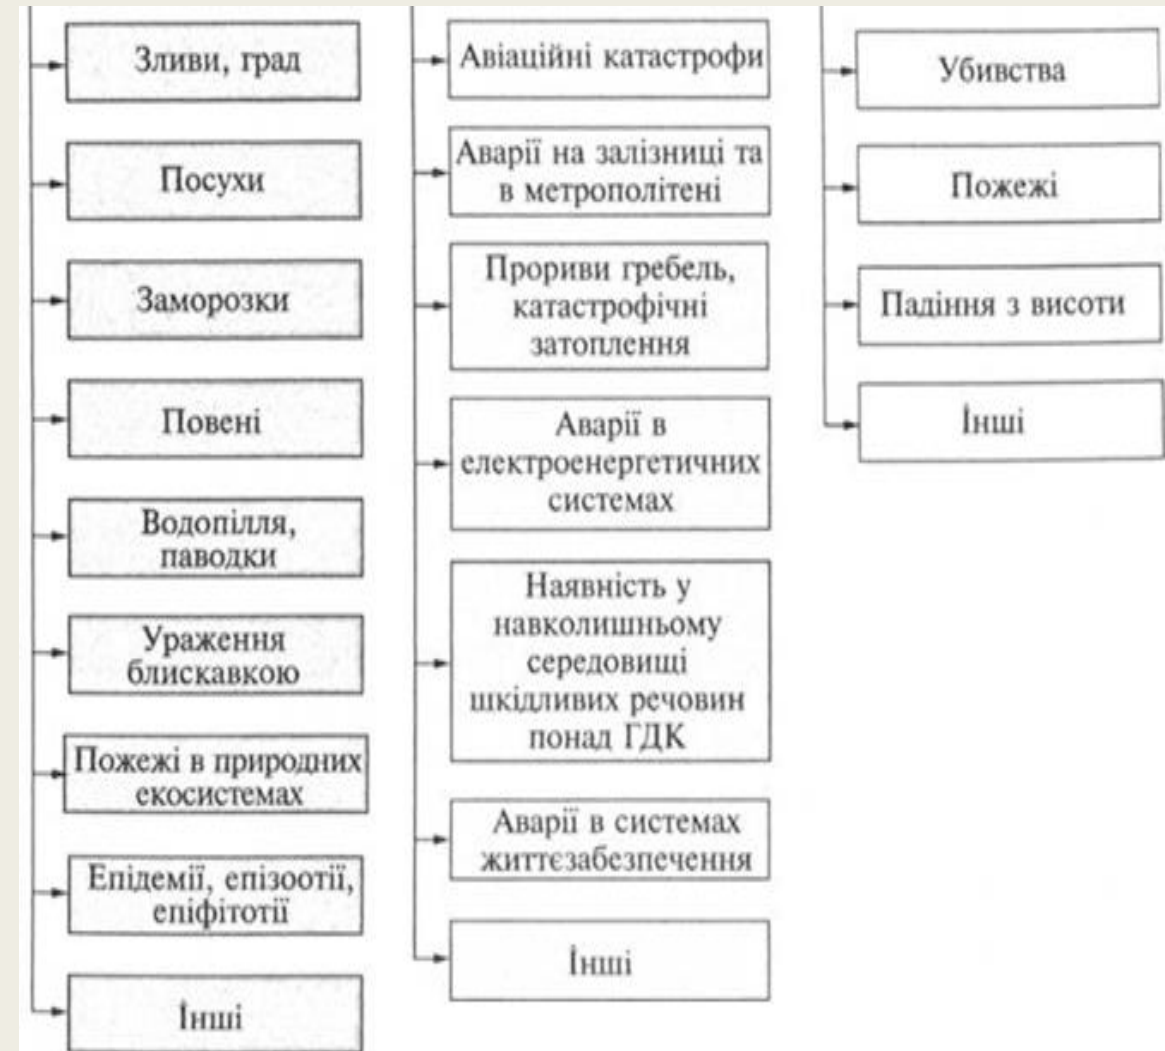 Зливи, град
Посухи
Заморозки
Повені
Водопілля,
паводки
Ураження
блискавкою
Пожежі в природних
екосистемах
Епідемії, епізоотії,
епіфітотії
Інші
Авіаційні катастрофи
Аварії на залізниці та
в метрополітені
Прориви гребель,
катастрофічні
затоплення
Аварії в
електроенергетичних
системах
Наявність у
навколишньому
середовищі
шкідливих речовин
понад ГДК
Аварії в системах
життєзабезпечення
Інші
Убивства
Пожежі
Падіння з висоти
Інші